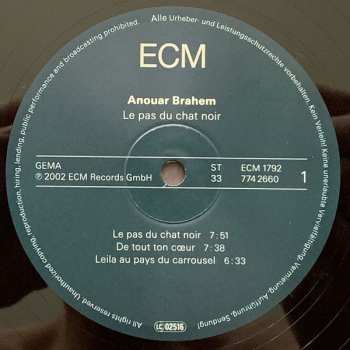 ECM
Anouar Brahem
Le pas du chat noir
GEMA ST ECM 1792
℗ 2002 ECM Records GmbH 33 774 2660 1
Le pas du chat noir 7:51
De tout ton cœur 7:38
Leila au pays du carrousel 6:33
LC 02516
Alle Urheber- und Leistungsschutzrechte vorbehalten. Kein Verleih! Keine unerlaubte Vervielfältigung, Vermietung, Aufführung, Sendung!
All rights reserved. Unauthorized copying, reproduction, hiring, lending, public performance and broadcasting prohibited.